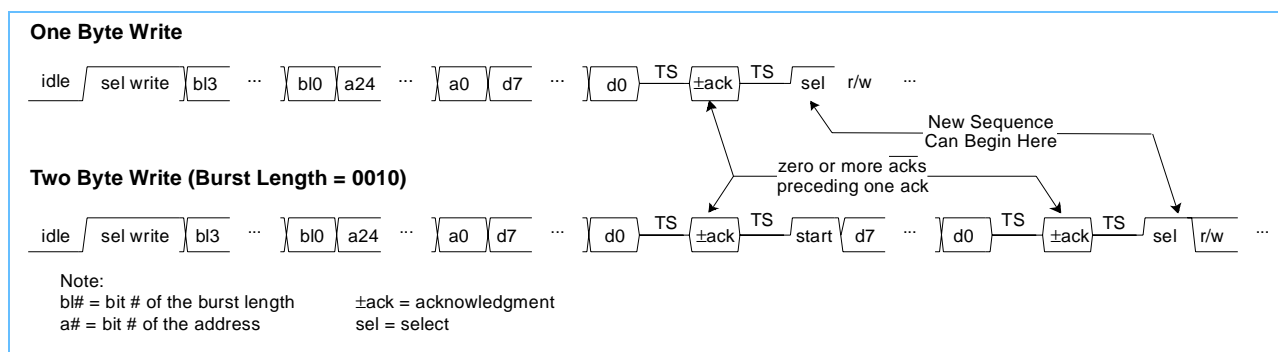 One Byte Write
idle sel write bl3 ... bl0 a24 ... a0 d7 ... d0 TS ±ack TS sel r/w ...
New Sequence
Can Begin Here
zero or more a̅c̅k̅s̅
preceding one ack
Two Byte Write (Burst Length = 0010)
idle sel write bl3 ... bl0 a24 ... a0 d7 ... d0 TS ±ack TS start d7 ... d0 TS ±ack TS sel r/w ...
Note:
bl# = bit # of the burst length ±ack = acknowledgment
a# = bit # of the address sel = select